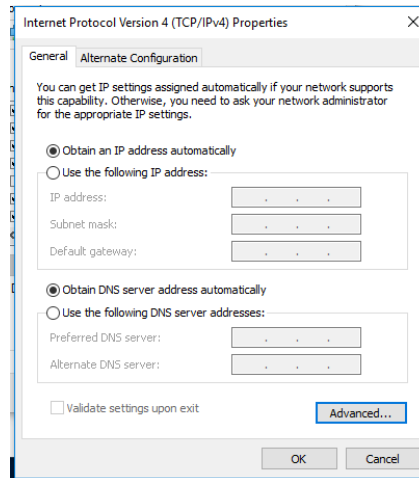 Internet Protocol Version 4 (TCP/IPv4) Properties
General
Alternate Configuration
You can get IP settings assigned automatically if your network supports
this capability. Otherwise, you need to ask your network administrator
for the appropriate IP settings.
Obtain an IP address automatically
Use the following IP address:
IP address:
Subnet mask:
Default gateway:
Obtain DNS server address automatically
Use the following DNS server addresses:
Preferred DNS server:
Alternate DNS server:
Validate settings upon exit
Advanced...
OK
Cancel